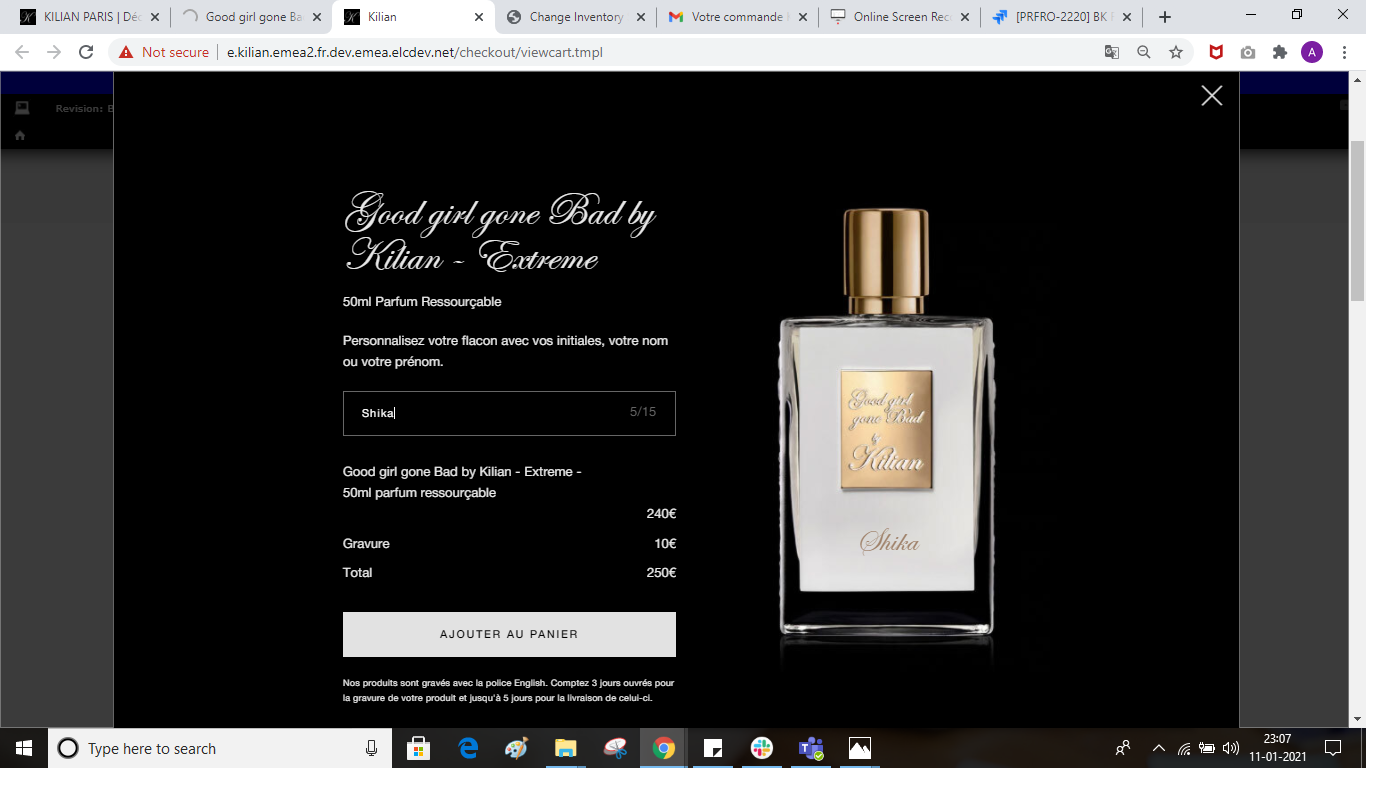 KILIAN PARIS | Déc
Good girl gone Ba
Kilian
Change Inventory
Votre commande
Online Screen Rec
[PRFRO-2220] BK
Not secure
e.kilian.emea2.fr.dev.emea.elcdev.net/checkout/viewcart.tmpl
A
Revision: B
Good girl gone Bad by
Kilian - Extreme
50ml Parfum Ressourçable
Personnalisez votre flacon avec vos initiales, votre nom
ou votre prénom.
Shika 5/15
Good girl gone Bad by Kilian - Extreme -
50ml parfum ressourçable
240€
Gravure 10€
Total 250€
AJOUTER AU PANIER
Nos produits sont gravés avec la police English. Comptez 3 jours ouvrés pour
la gravure de votre produit et jusqu'à 5 jours pour la livraison de celui-ci.
Good girl
gone Bad
by
Kilian
Shika
Type here to search
23:07
11-01-2021